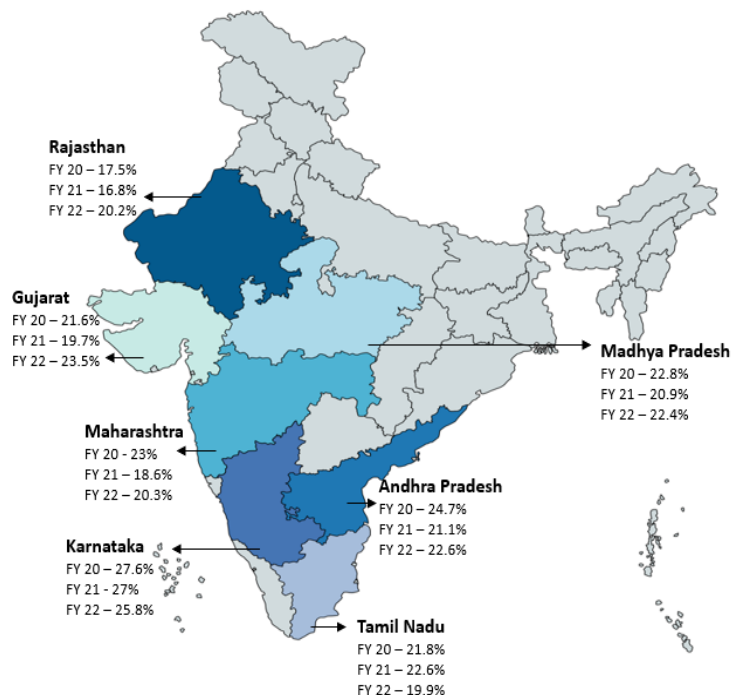 Rajasthan
FY 20 – 17.5%
FY 21 – 16.8%
FY 22 – 20.2%
Gujarat
FY 20 – 21.6%
FY 21 – 19.7%
FY 22 – 23.5%
Madhya Pradesh
FY 20 – 22.8%
FY 21 – 20.9%
FY 22 – 22.4%
Maharashtra
FY 20 - 23%
FY 21 – 18.6%
FY 22 – 20.3%
Andhra Pradesh
FY 20 – 24.7%
FY 21 – 21.1%
FY 22 – 22.6%
Karnataka
FY 20 – 27.6%
FY 21 - 27%
FY 22 – 25.8%
Tamil Nadu
FY 20 – 21.8%
FY 21 – 22.6%
FY 22 – 19.9%